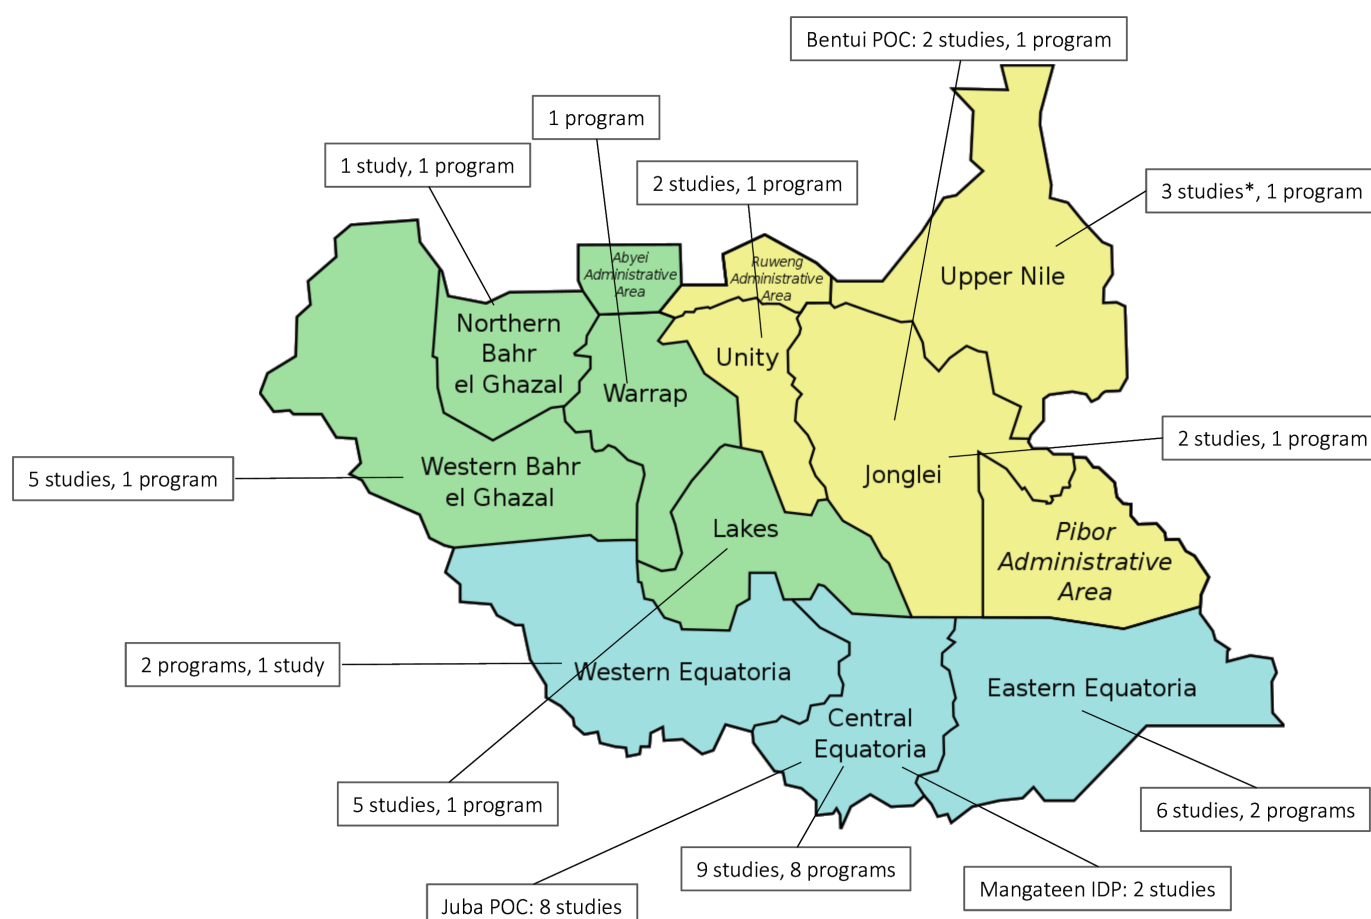 Bentui POC: 2 studies, 1 program
1 program
1 study, 1 program
2 studies, 1 program
3 studies*, 1 program
Abyei
Administrative
Area
Ruweng
Administrative
Area
Upper Nile
Northern
Bahr
el Ghazal
Unity
Warrap
2 studies, 1 program
Western Bahr
el Ghazal
5 studies, 1 program
Jonglei
Lakes
Pibor
Administrative
Area
2 programs, 1 study
Western Equatoria
Eastern Equatoria
Central
Equatoria
5 studies, 1 program
6 studies, 2 programs
9 studies, 8 programs
Mangateen IDP: 2 studies
Juba POC: 8 studies